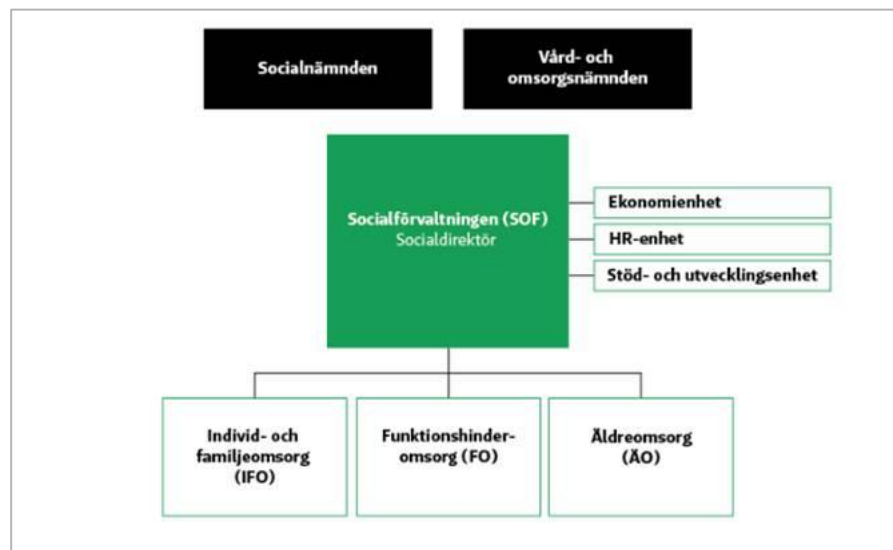 Socialnämnden
Vård- och
omsorgsnämnden
Socialförvaltningen (SOF)
Socialdirektör
Ekonomienhet
HR-enhet
Stöd- och utvecklingsenhet
Individ- och
familjeomsorg
(IFO)
Funktionshinder-
omsorg (FO)
Äldreomsorg
(ÄO)